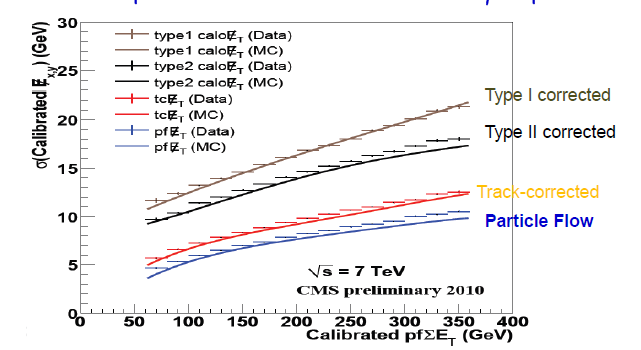 30
25
20
15
10
5
0
σ(Calibrated E̸x,y) (GeV)
type1 caloE̸T (Data)
type1 caloE̸T (MC)
type2 caloE̸T (Data)
type2 caloE̸T (MC)
tcE̸T (Data)
tcE̸T (MC)
pfE̸T (Data)
pfE̸T (MC)
Type I corrected
Type II corrected
Track-corrected
Particle Flow
√s = 7 TeV
CMS preliminary 2010
0 50 100 150 200 250 300 350 400
Calibrated pfΣET (GeV)